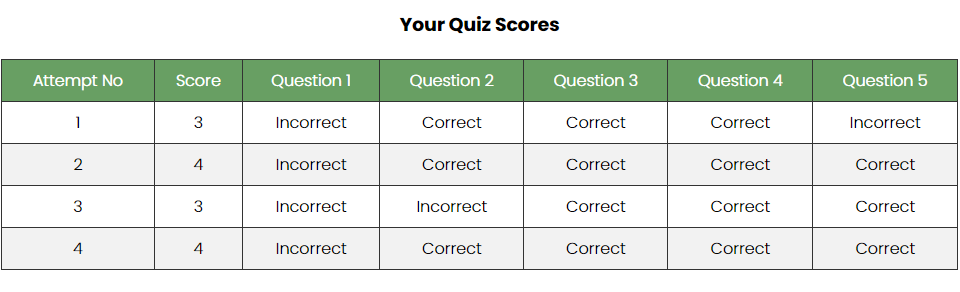 Your Quiz Scores
Attempt No Score Question 1 Question 2 Question 3 Question 4 Question 5
1 3 Incorrect Correct Correct Correct Incorrect
2 4 Incorrect Correct Correct Correct Correct
3 3 Incorrect Incorrect Correct Correct Correct
4 4 Incorrect Correct Correct Correct Correct